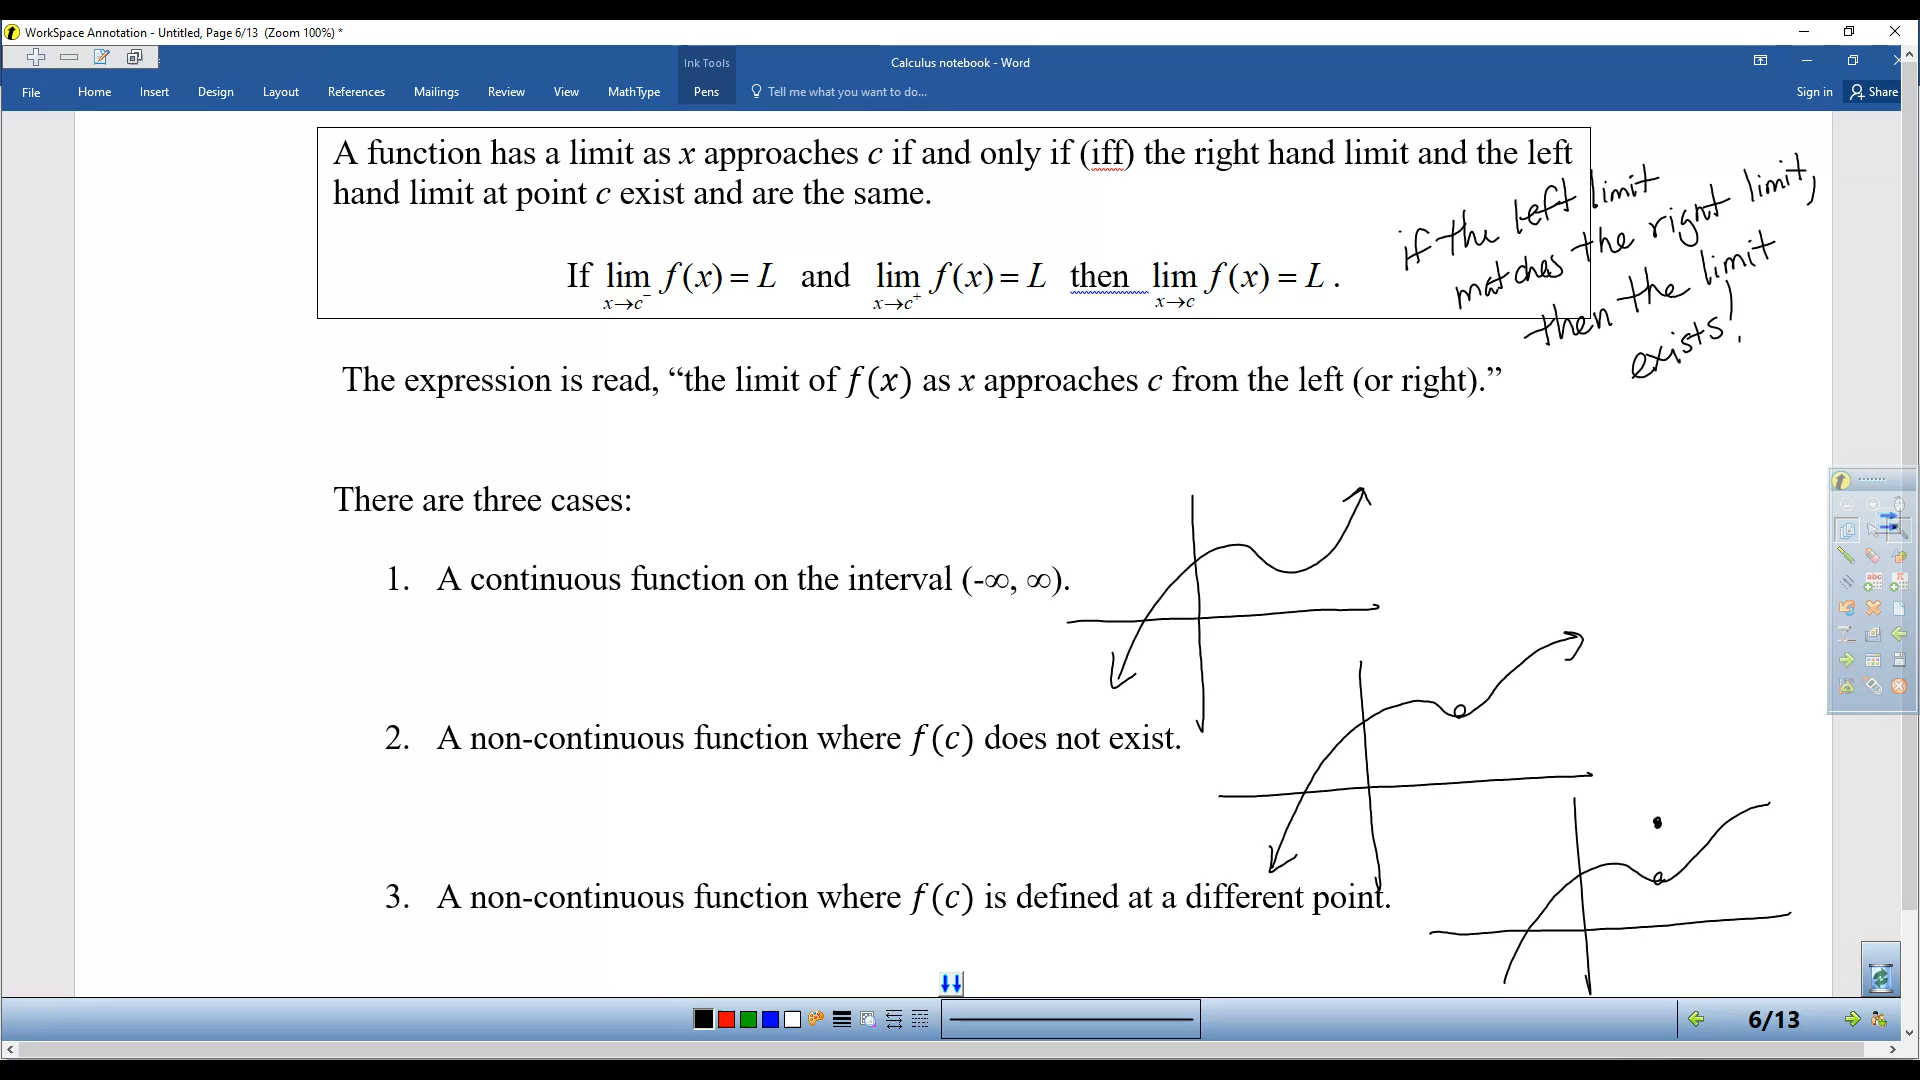 WorkSpace Annotation - Untitled, Page 6/13 (Zoom 100%) *
Ink Tools
Calculus notebook - Word
File Home Insert Design Layout References Mailings Review View MathType Pens Tell me what you want to do... Sign in Share
A function has a limit as x approaches c if and only if (iff) the right hand limit and the left
hand limit at point c exist and are the same.
If lim f(x) = L and lim f(x) = L then lim f(x) = L .
x→c⁻ x→c⁺ x→c
if the left limit
matches the right limit,
then the limit
exists!
The expression is read, “the limit of f(x) as x approaches c from the left (or right).”
There are three cases:
1. A continuous function on the interval (-∞, ∞).
2. A non-continuous function where f(c) does not exist.
3. A non-continuous function where f(c) is defined at a different point.
6/13